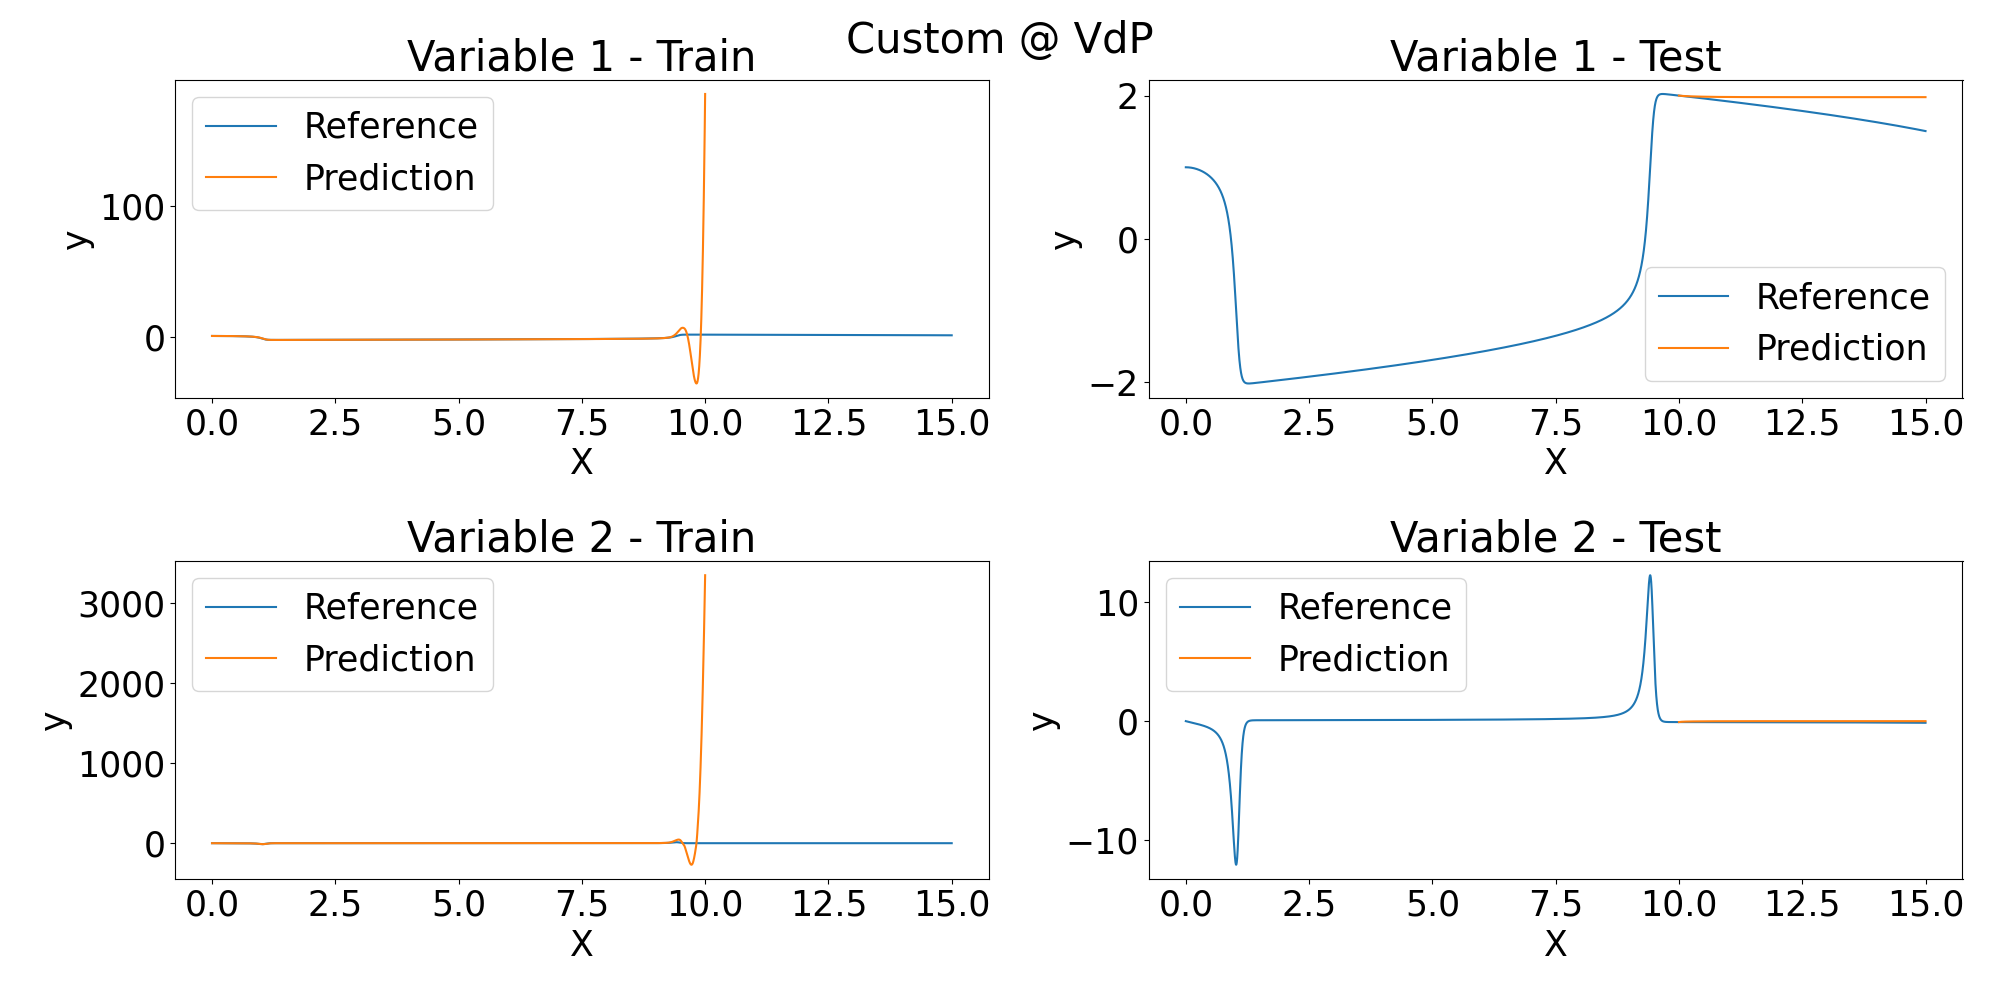 Custom @ VdP
Variable 1 - Train
Reference
Prediction
y
100
0
0.0 2.5 5.0 7.5 10.0 12.5 15.0
X
Variable 1 - Test
Reference
Prediction
y
2
0
−2
0.0 2.5 5.0 7.5 10.0 12.5 15.0
X
Variable 2 - Train
Reference
Prediction
y
3000
2000
1000
0
0.0 2.5 5.0 7.5 10.0 12.5 15.0
X
Variable 2 - Test
Reference
Prediction
y
10
0
−10
0.0 2.5 5.0 7.5 10.0 12.5 15.0
X